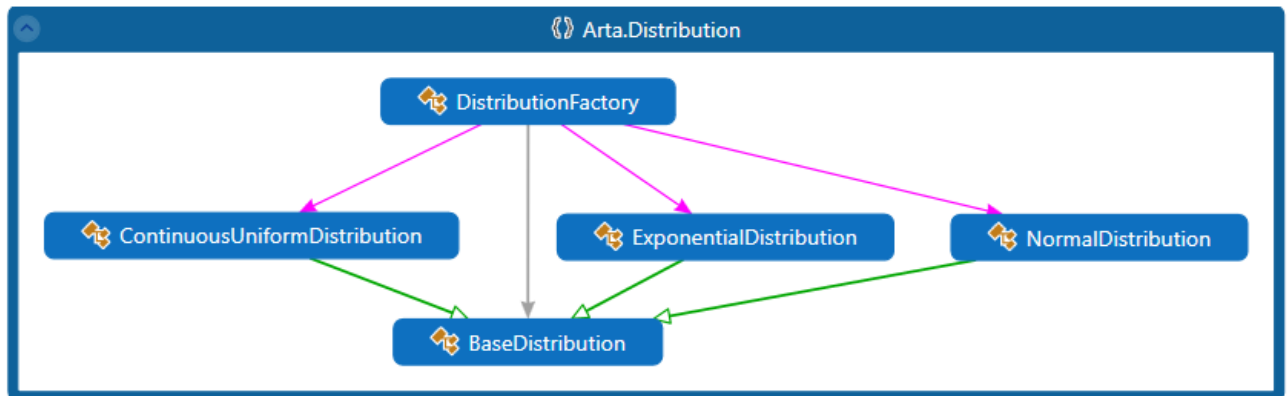 Arta.Distribution
DistributionFactory
ContinuousUniformDistribution
ExponentialDistribution
NormalDistribution
BaseDistribution